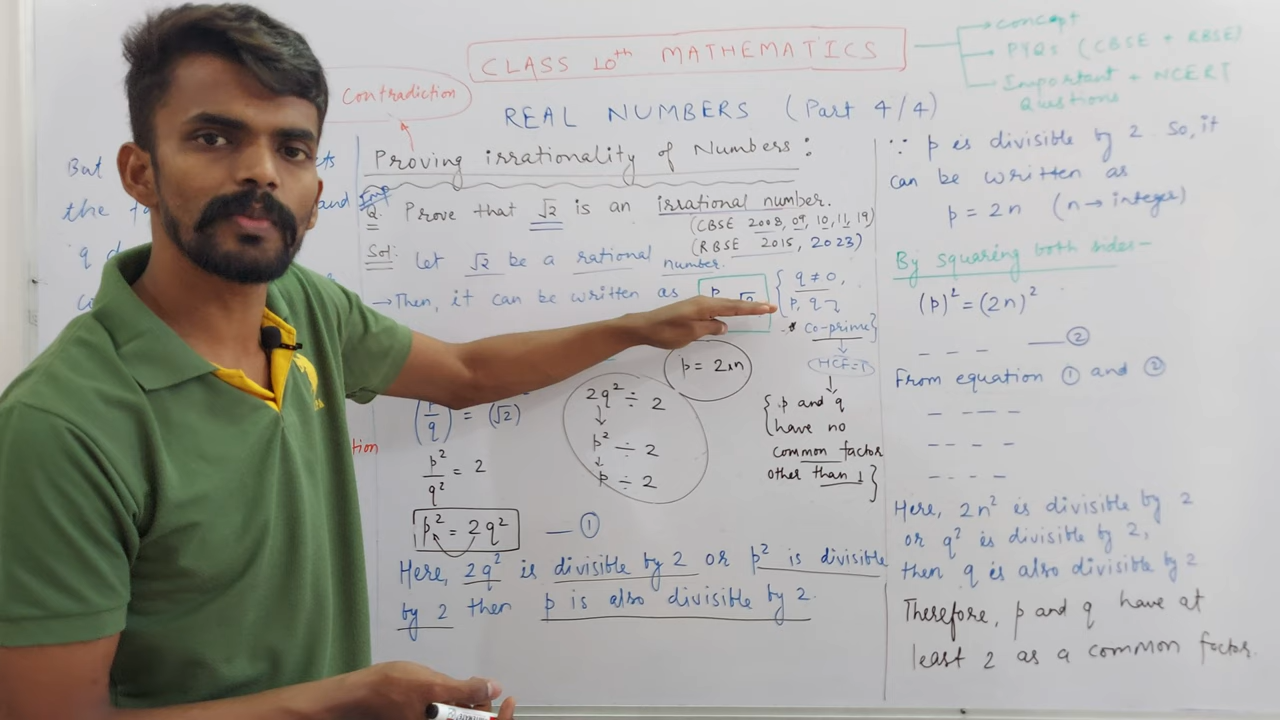 CLASS 10th MATHEMATICS
concept
PYQs (CBSE + RBSE)
Important + NCERT
Questions
Contradiction
REAL NUMBERS (Part 4/4)
But
the
and
q
Proving irrationality of Numbers:
Imp
Q. Prove that √2 is an irrational number.
(CBSE 2008, 09, 10, 11, 19)
(RBSE 2015, 2023)
Sol: Let √2 be a rational number.
→ Then, it can be written as
{ q ≠ 0,
p, q →
Co-prime}
HCF=1
{ p and q
have no
common factor
other than 1 }
p = 2×n
2q² ÷ 2
↓
p² ÷ 2
↓
p ÷ 2
= (√2)
p²/q² = 2
p² = 2q² — ①
Here, 2q² is divisible by 2 or p² is divisible
by 2 then p is also divisible by 2.
tion
∵ p is divisible by 2. So, it
can be written as
p = 2n (n → integer)
By squaring both sides-
(p)² = (2n)²
_ _ _ — ②
From equation ① and ②
_ _ _ _
_ _ _ _
_ _ _ _
Here, 2n² is divisible by 2
or q² is divisible by 2,
then q is also divisible by 2
Therefore, p and q have at
least 2 as a common factor.